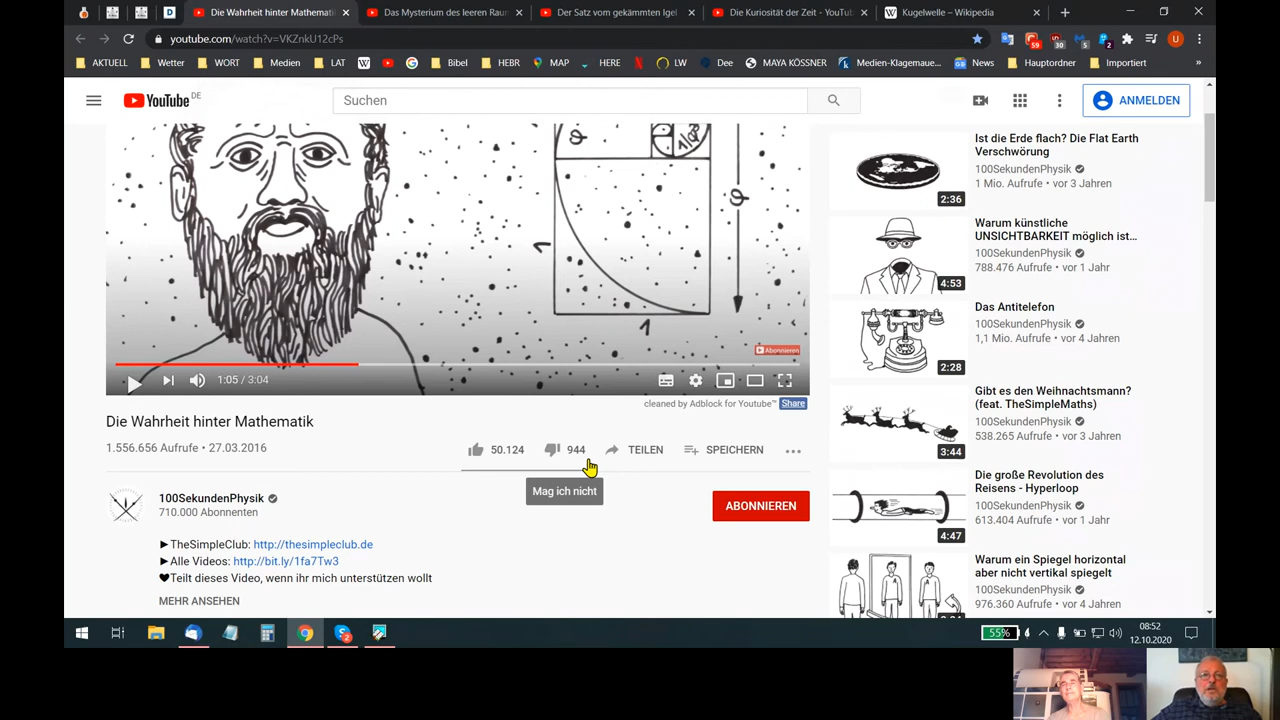 Die Wahrheit hinter Mathemati
Das Mysterium des leeren Raum
Der Satz vom gekämmten Igel
Die Kuriosität der Zeit - YouTu
Kugelwelle – Wikipedia
youtube.com/watch?v=VKZnkU12cPs
59
30
5
2
U
AKTUELL
Wetter
WORT
Medien
LAT
Bibel
HEBR
MAP
HERE
LW
Dee
MAYA KÖSSNER
Medien-Klagemaue...
News
Hauptordner
Importiert
YouTube DE
Suchen
ANMELDEN
φ
φ
1
1
1
Abonnieren
1:05 / 3:04
cleaned by Adblock for Youtube™ Share
Die Wahrheit hinter Mathematik
1.556.656 Aufrufe • 27.03.2016
50.124
944
TEILEN
SPEICHERN
Mag ich nicht
100SekundenPhysik
710.000 Abonnenten
ABONNIEREN
►TheSimpleClub: http://thesimpleclub.de
►Alle Videos: http://bit.ly/1fa7Tw3
♥Teilt dieses Video, wenn ihr mich unterstützen wollt
MEHR ANSEHEN
Ist die Erde flach? Die Flat Earth
Verschwörung
100SekundenPhysik
1 Mio. Aufrufe • vor 3 Jahren
2:36
Warum künstliche
UNSICHTBARKEIT möglich ist...
100SekundenPhysik
788.476 Aufrufe • vor 1 Jahr
4:53
Das Antitelefon
100SekundenPhysik
1,1 Mio. Aufrufe • vor 4 Jahren
2:28
Gibt es den Weihnachtsmann?
(feat. TheSimpleMaths)
100SekundenPhysik
538.265 Aufrufe • vor 6 Jahren
3:44
Die große Revolution des
Reisens - Hyperloop
100SekundenPhysik
613.404 Aufrufe • vor 1 Jahr
4:47
Warum ein Spiegel horizontal
aber nicht vertikal spiegelt
100SekundenPhysik
976.360 Aufrufe • vor 4 Jahren
55%
08:52
12.10.2020